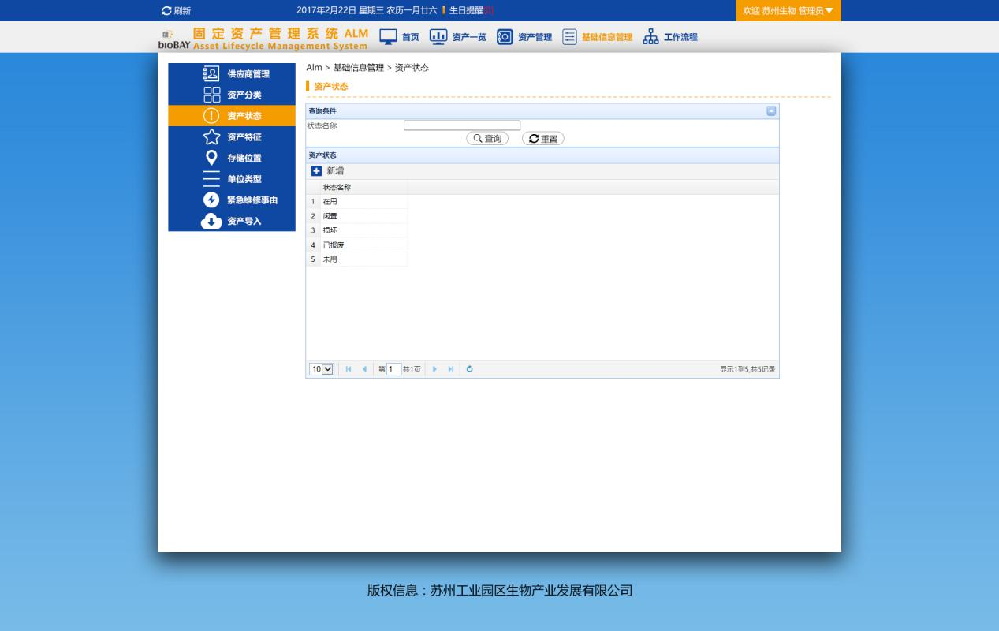 刷新 2017年2月22日 星期三 农历一月廿六 生日提醒[0] 欢迎 苏州生物 管理员
bioBAY 固定资产管理系统 ALM 首页 资产一览 资产管理 基础信息管理 工作流程
Asset Lifecycle Management System
供应商管理
资产分类
资产状态
资产特征
存储位置
单位类型
紧急维修事由
资产导入
Alm > 基础信息管理 > 资产状态
资产状态
查询条件
状态名称
查询 重置
资产状态
新增
状态名称
1 在用
2 闲置
3 损坏
4 已报废
5 未用
10 第 1 共1页 显示1到5,共5记录
版权信息：苏州工业园区生物产业发展有限公司